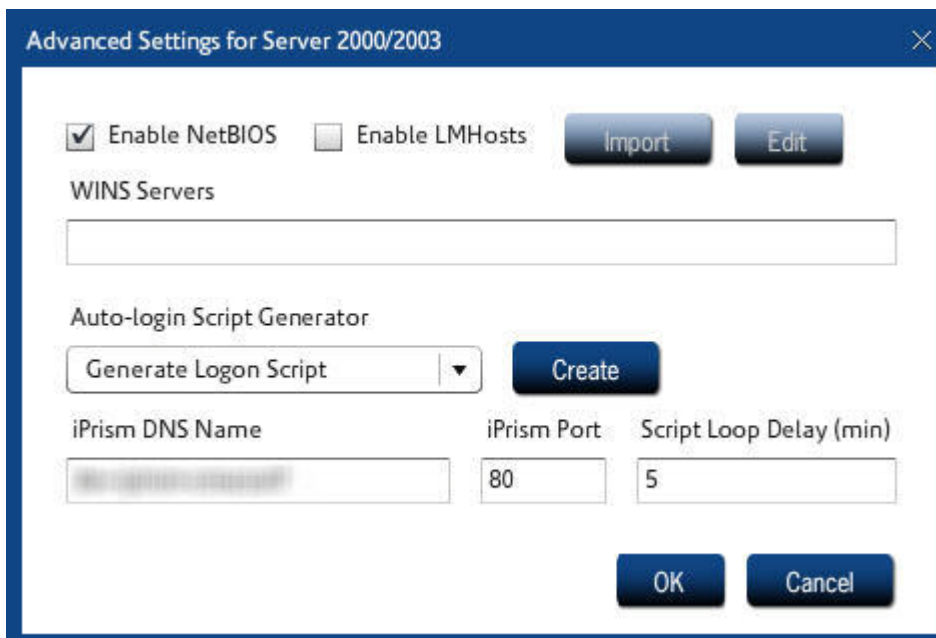 Advanced Settings for Server 2000/2003
Enable NetBIOS Enable LMHosts Import Edit
WINS Servers
Auto-login Script Generator
Generate Logon Script Create
iPrism DNS Name iPrism Port Script Loop Delay (min)
80 5
OK Cancel